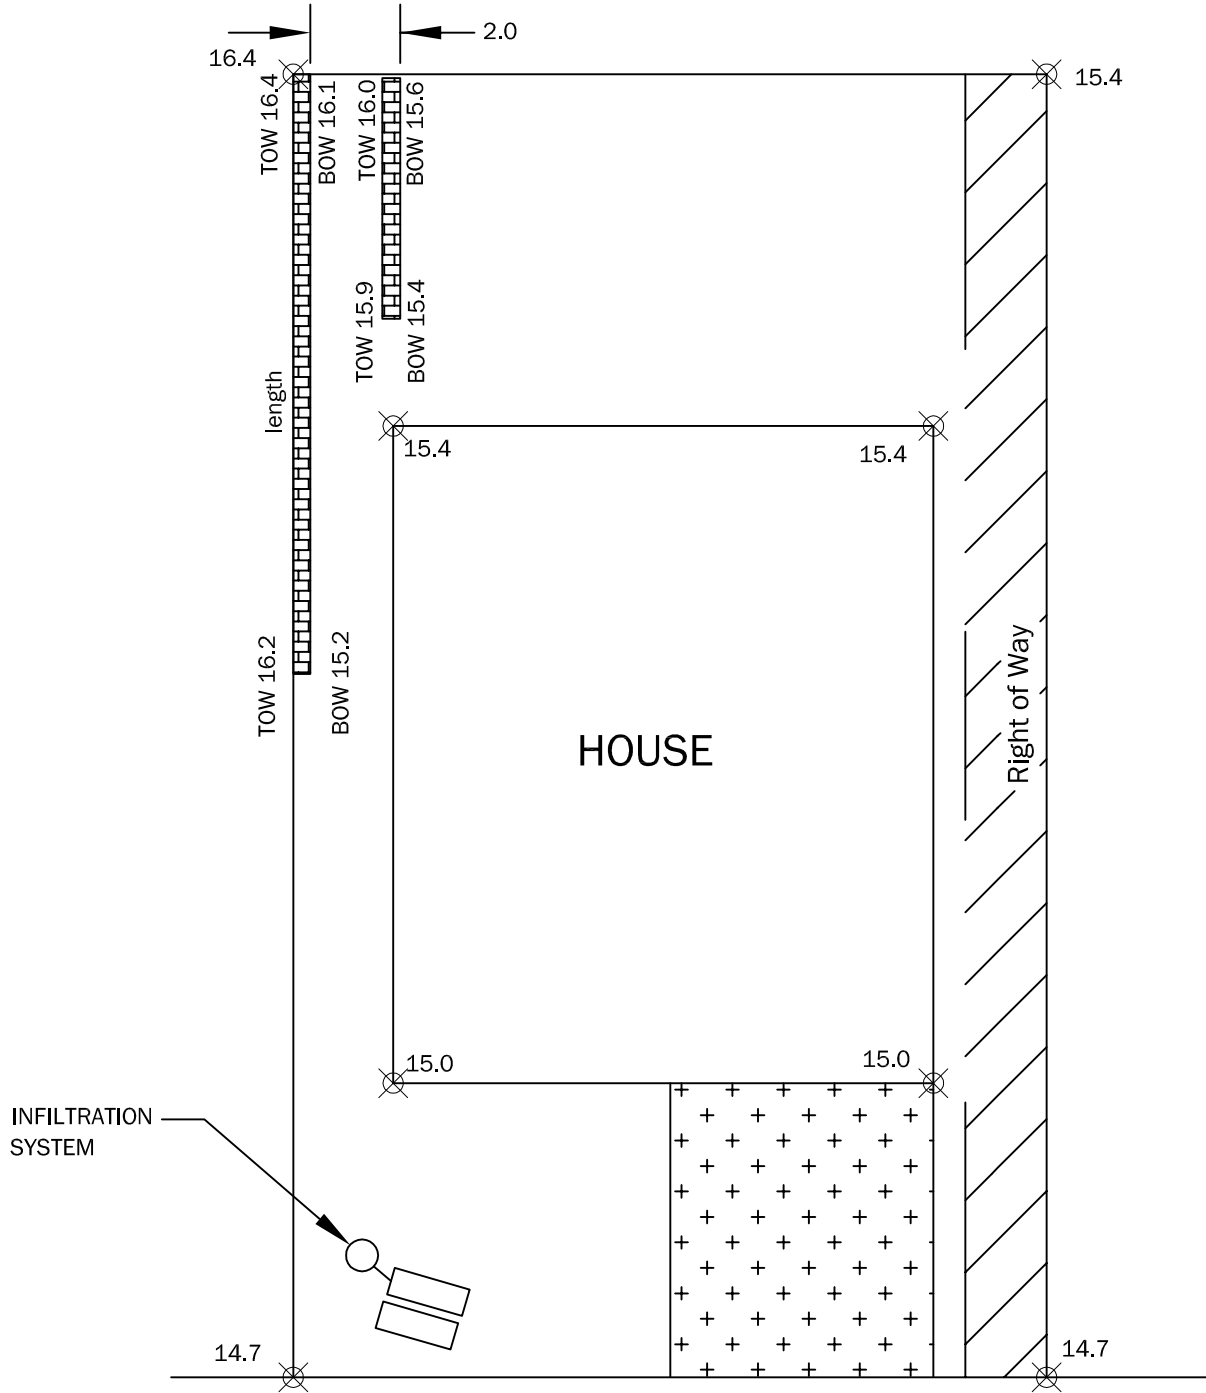 2.0
16.4
15.4
TOW 16.4
BOW 16.1
TOW 16.0
BOW 15.6
TOW 15.9
BOW 15.4
length
15.4
15.4
TOW 16.2
BOW 15.2
Right of Way
HOUSE
15.0
15.0
INFILTRATION
SYSTEM
14.7
14.7